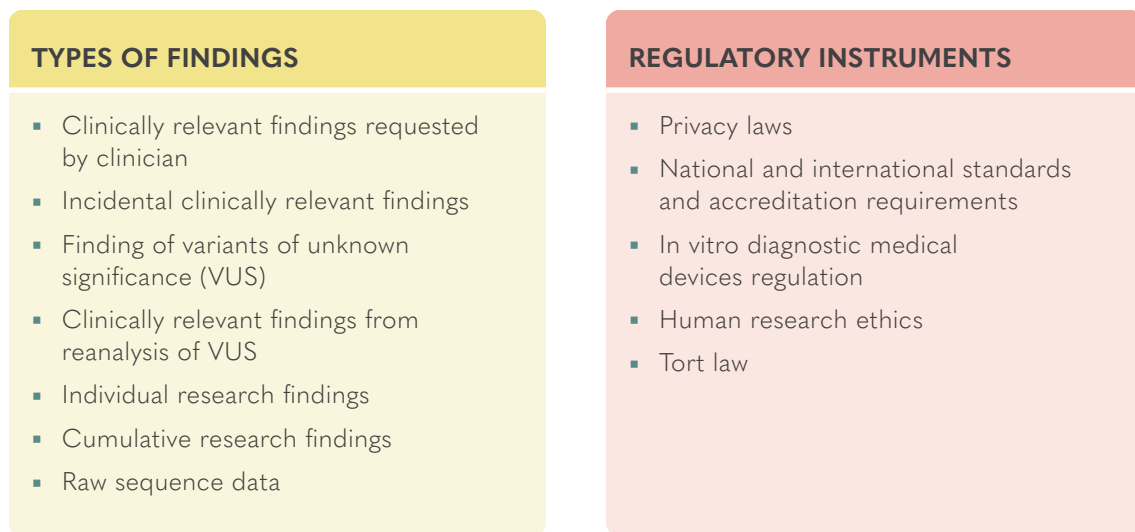 TYPES OF FINDINGS
▪ Clinically relevant findings requested
by clinician
▪ Incidental clinically relevant findings
▪ Finding of variants of unknown
significance (VUS)
▪ Clinically relevant findings from
reanalysis of VUS
▪ Individual research findings
▪ Cumulative research findings
▪ Raw sequence data
REGULATORY INSTRUMENTS
▪ Privacy laws
▪ National and international standards
and accreditation requirements
▪ In vitro diagnostic medical
devices regulation
▪ Human research ethics
▪ Tort law